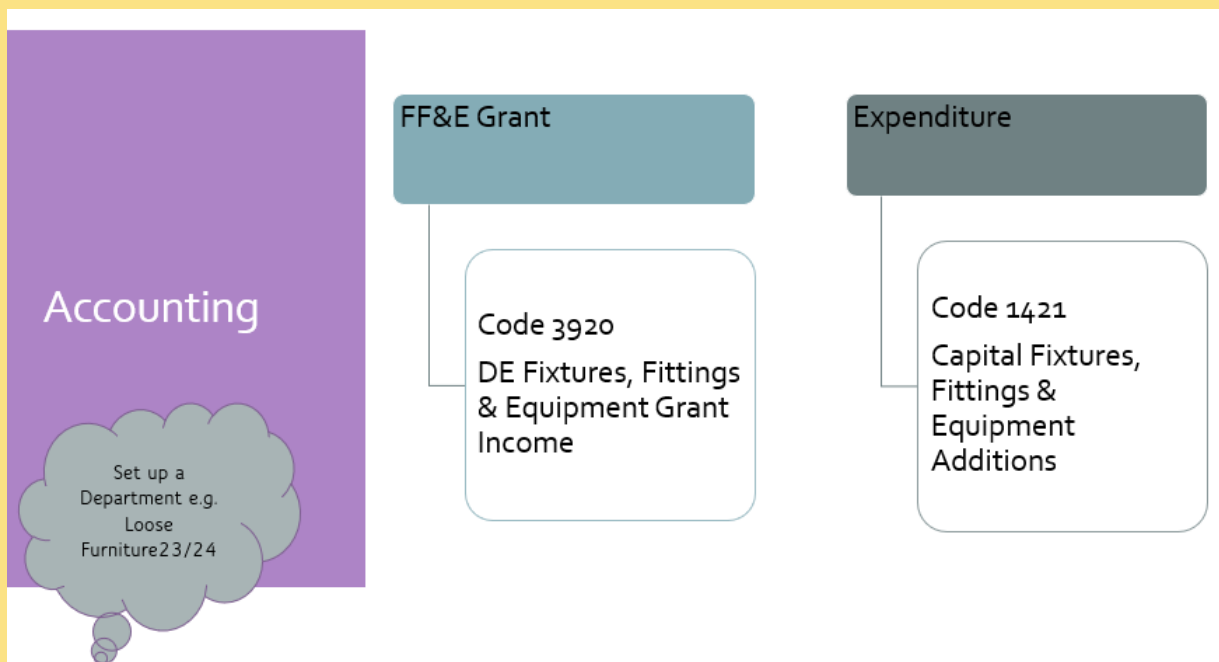 Accounting
Set up a
Department e.g.
Loose
Furniture23/24
FF&E Grant
Code 3920
DE Fixtures, Fittings
& Equipment Grant
Income
Expenditure
Code 1421
Capital Fixtures,
Fittings &
Equipment
Additions